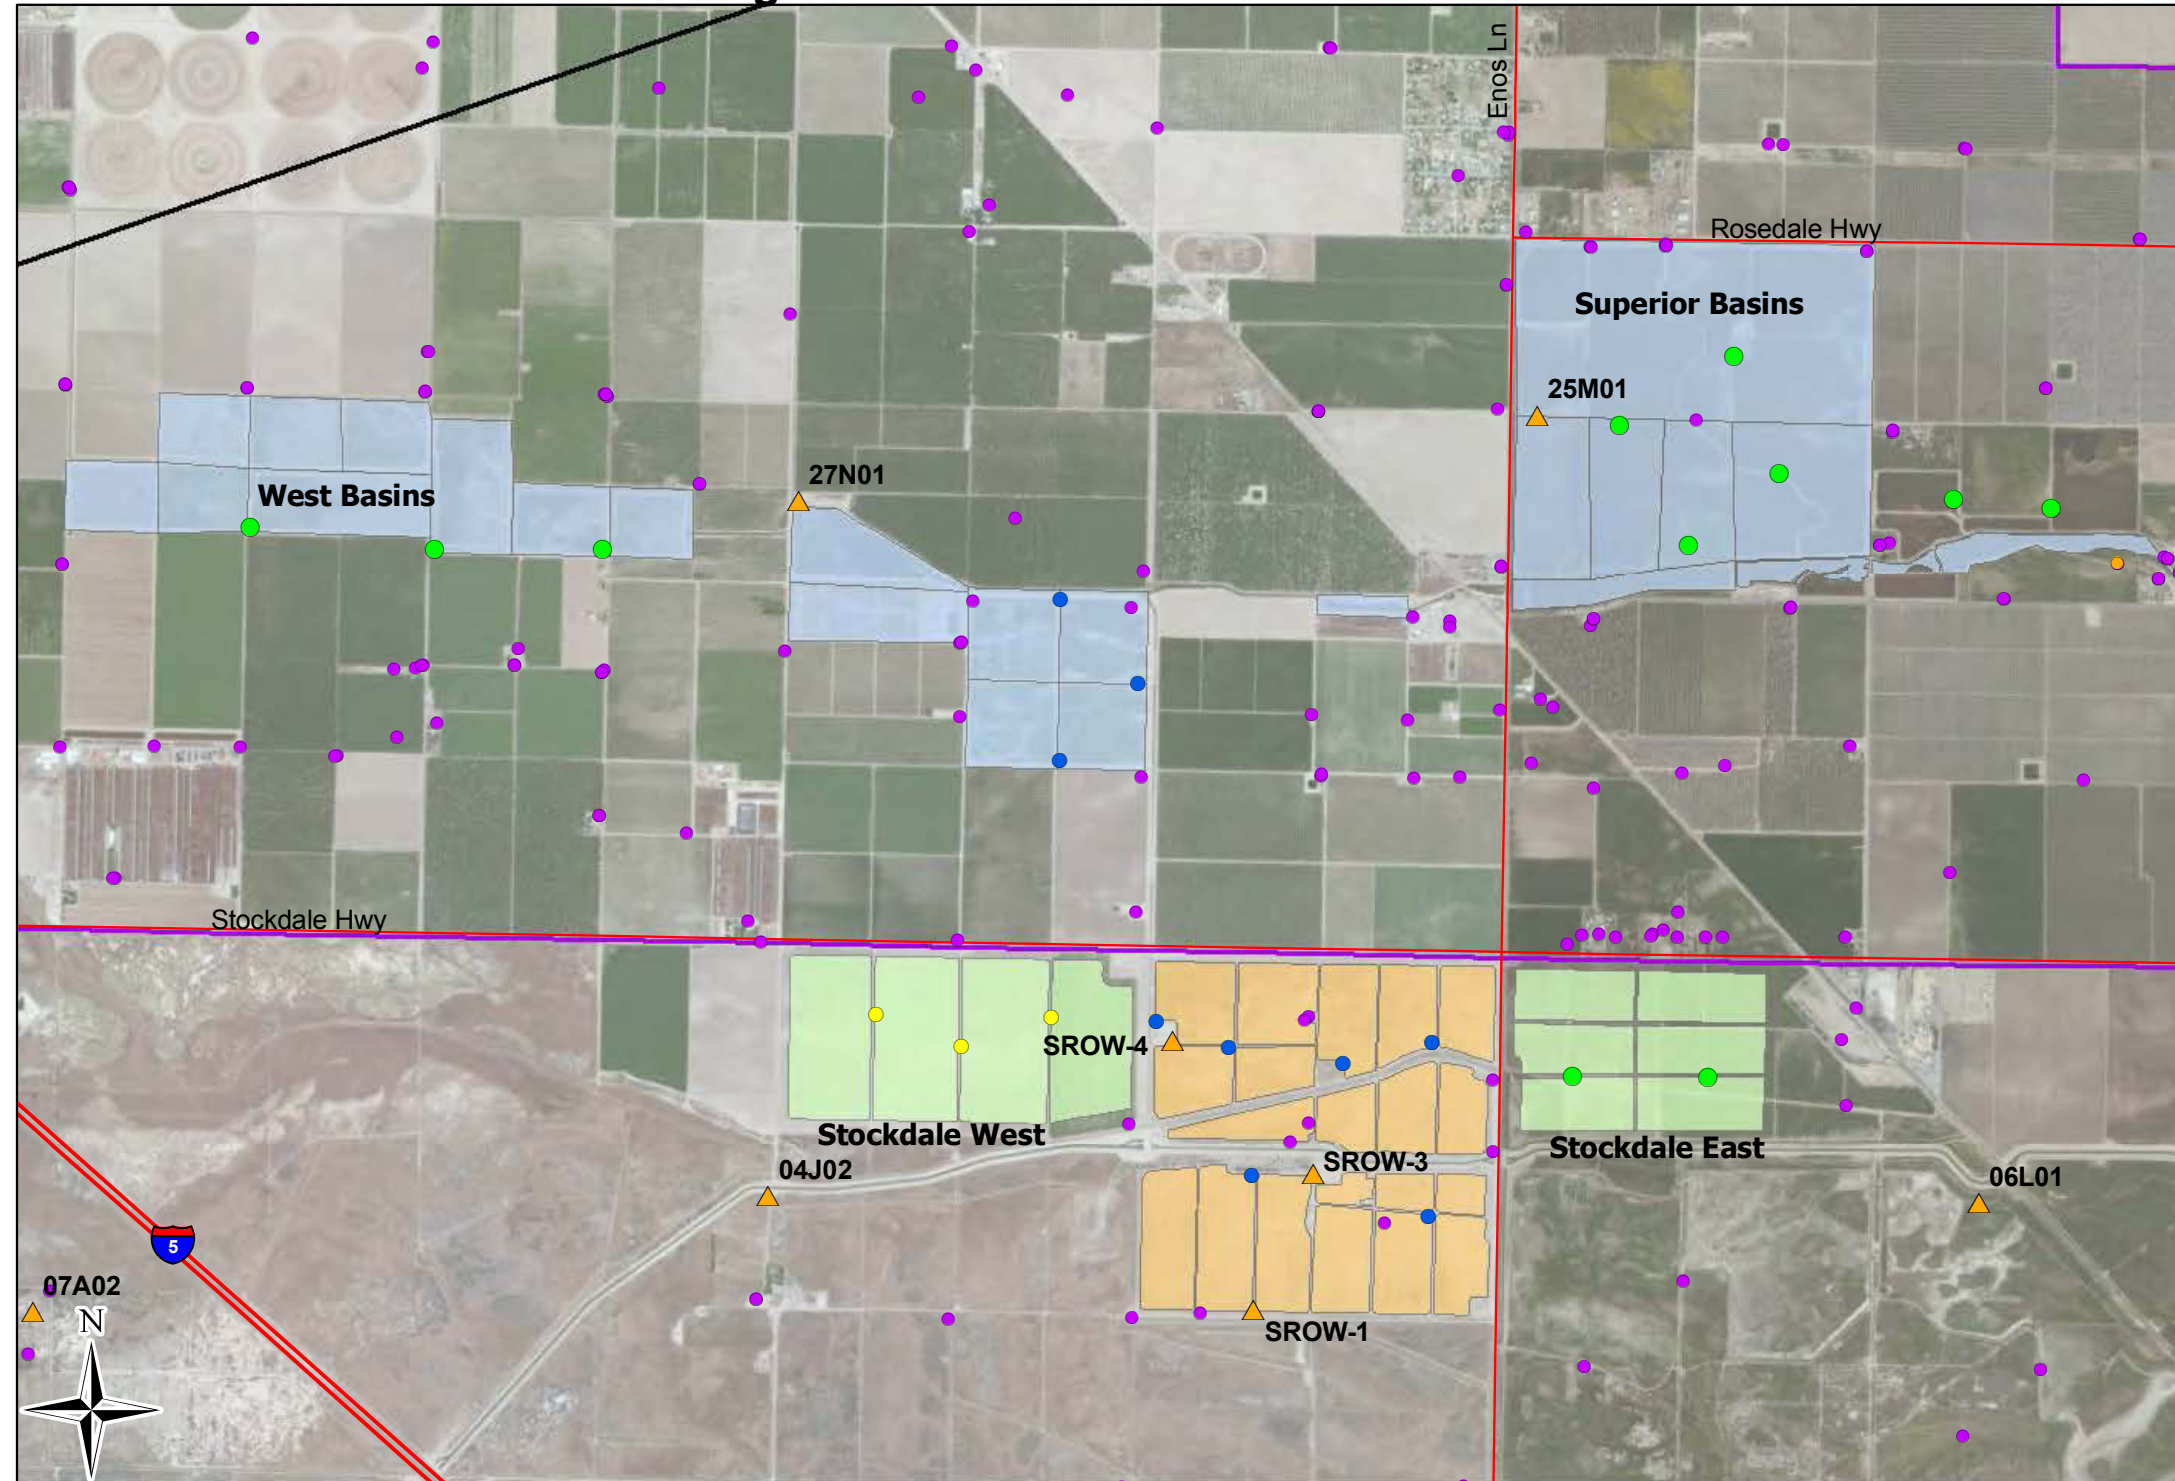 Enos Ln
Rosedale Hwy
Superior Basins
25M01
27N01
West Basins
Stockdale Hwy
SROW-4
Stockdale West
Stockdale East
SROW-3
04J02
06L01
5
07A02
N
SROW-1